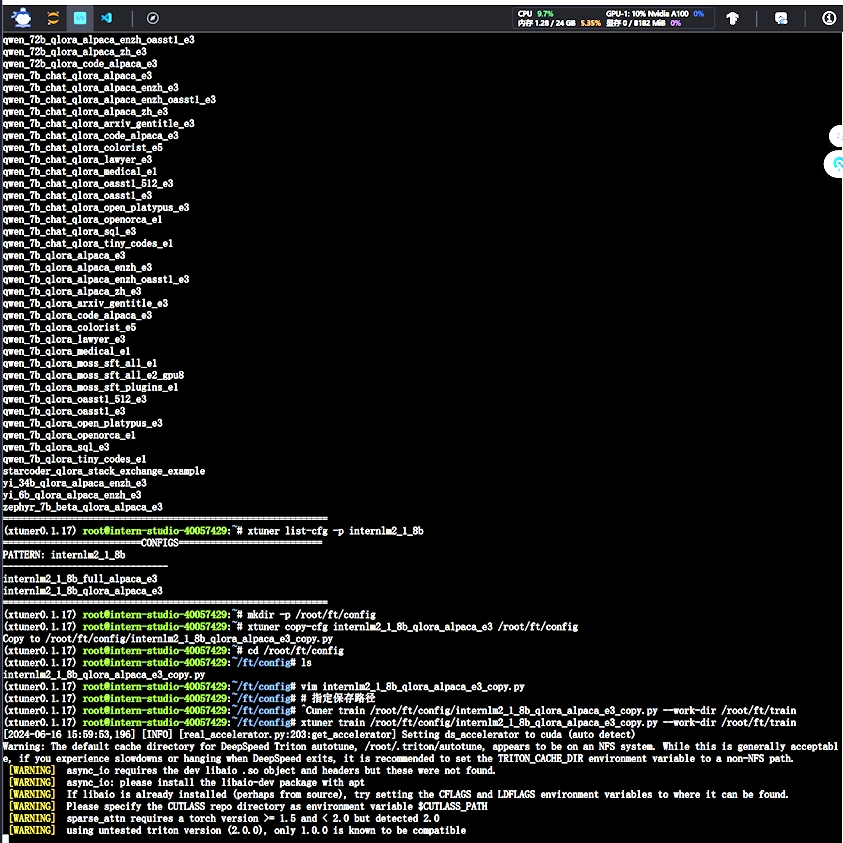 CPU 9.7% GPU-1: 10% Nvidia A100 0%
内存 1.28 / 24 GB 5.35% 显存 0 / 8182 MiB 0%
qwen_72b_qlora_alpaca_enzh_oasst1_e3
qwen_72b_qlora_alpaca_zh_e3
qwen_72b_qlora_code_alpaca_e3
qwen_7b_chat_qlora_alpaca_e3
qwen_7b_chat_qlora_alpaca_enzh_e3
qwen_7b_chat_qlora_alpaca_enzh_oasst1_e3
qwen_7b_chat_qlora_alpaca_zh_e3
qwen_7b_chat_qlora_arxiv_gentitle_e3
qwen_7b_chat_qlora_code_alpaca_e3
qwen_7b_chat_qlora_colorist_e5
qwen_7b_chat_qlora_lawyer_e3
qwen_7b_chat_qlora_medical_e1
qwen_7b_chat_qlora_oasst1_512_e3
qwen_7b_chat_qlora_oasst1_e3
qwen_7b_chat_qlora_open_platypus_e3
qwen_7b_chat_qlora_openorca_e1
qwen_7b_chat_qlora_sql_e3
qwen_7b_chat_qlora_tiny_codes_e1
qwen_7b_qlora_alpaca_e3
qwen_7b_qlora_alpaca_enzh_e3
qwen_7b_qlora_alpaca_enzh_oasst1_e3
qwen_7b_qlora_alpaca_zh_e3
qwen_7b_qlora_arxiv_gentitle_e3
qwen_7b_qlora_code_alpaca_e3
qwen_7b_qlora_colorist_e5
qwen_7b_qlora_lawyer_e3
qwen_7b_qlora_medical_e1
qwen_7b_qlora_moss_sft_all_e1
qwen_7b_qlora_moss_sft_all_e2_gpu8
qwen_7b_qlora_moss_sft_plugins_e1
qwen_7b_qlora_oasst1_512_e3
qwen_7b_qlora_oasst1_e3
qwen_7b_qlora_open_platypus_e3
qwen_7b_qlora_openorca_e1
qwen_7b_qlora_sql_e3
qwen_7b_qlora_tiny_codes_e1
starcoder_qlora_stack_exchange_example
yi_34b_qlora_alpaca_enzh_e3
yi_6b_qlora_alpaca_enzh_e3
zephyr_7b_beta_qlora_alpaca_e3
(xtuner0.1.17) root@intern-studio-40057429:~# xtuner list-cfg -p internlm2_1_8b
==========================CONFIGS===========================
PATTERN: internlm2_1_8b
-------------------------------
internlm2_1_8b_full_alpaca_e3
internlm2_1_8b_qlora_alpaca_e3
=============================================================
(xtuner0.1.17) root@intern-studio-40057429:~# mkdir -p /root/ft/config
(xtuner0.1.17) root@intern-studio-40057429:~# xtuner copy-cfg internlm2_1_8b_qlora_alpaca_e3 /root/ft/config
Copy to /root/ft/config/internlm2_1_8b_qlora_alpaca_e3_copy.py
(xtuner0.1.17) root@intern-studio-40057429:~# cd /root/ft/config
(xtuner0.1.17) root@intern-studio-40057429:~/ft/config# ls
internlm2_1_8b_qlora_alpaca_e3_copy.py
(xtuner0.1.17) root@intern-studio-40057429:~/ft/config# vim internlm2_1_8b_qlora_alpaca_e3_copy.py
(xtuner0.1.17) root@intern-studio-40057429:~/ft/config# # 指定保存路径
(xtuner0.1.17) root@intern-studio-40057429:~/ft/config# ^Cuner train /root/ft/config/internlm2_1_8b_qlora_alpaca_e3_copy.py --work-dir /root/ft/train
(xtuner0.1.17) root@intern-studio-40057429:~/ft/config# xtuner train /root/ft/config/internlm2_1_8b_qlora_alpaca_e3_copy.py --work-dir /root/ft/train
[2024-06-16 15:59:53,196] [INFO] [real_accelerator.py:203:get_accelerator] Setting ds_accelerator to cuda (auto detect)
Warning: The default cache directory for DeepSpeed Triton autotune, /root/.triton/autotune, appears to be on an NFS system. While this is generally acceptabl
e, if you experience slowdowns or hanging when DeepSpeed exits, it is recommended to set the TRITON_CACHE_DIR environment variable to a non-NFS path.
[WARNING] async_io requires the dev libaio .so object and headers but these were not found.
[WARNING] async_io: please install the libaio-dev package with apt
[WARNING] If libaio is already installed (perhaps from source), try setting the CFLAGS and LDFLAGS environment variables to where it can be found.
[WARNING] Please specify the CUTLASS repo directory as environment variable $CUTLASS_PATH
[WARNING] sparse_attn requires a torch version >= 1.5 and < 2.0 but detected 2.0
[WARNING] using untested triton version (2.0.0), only 1.0.0 is known to be compatible